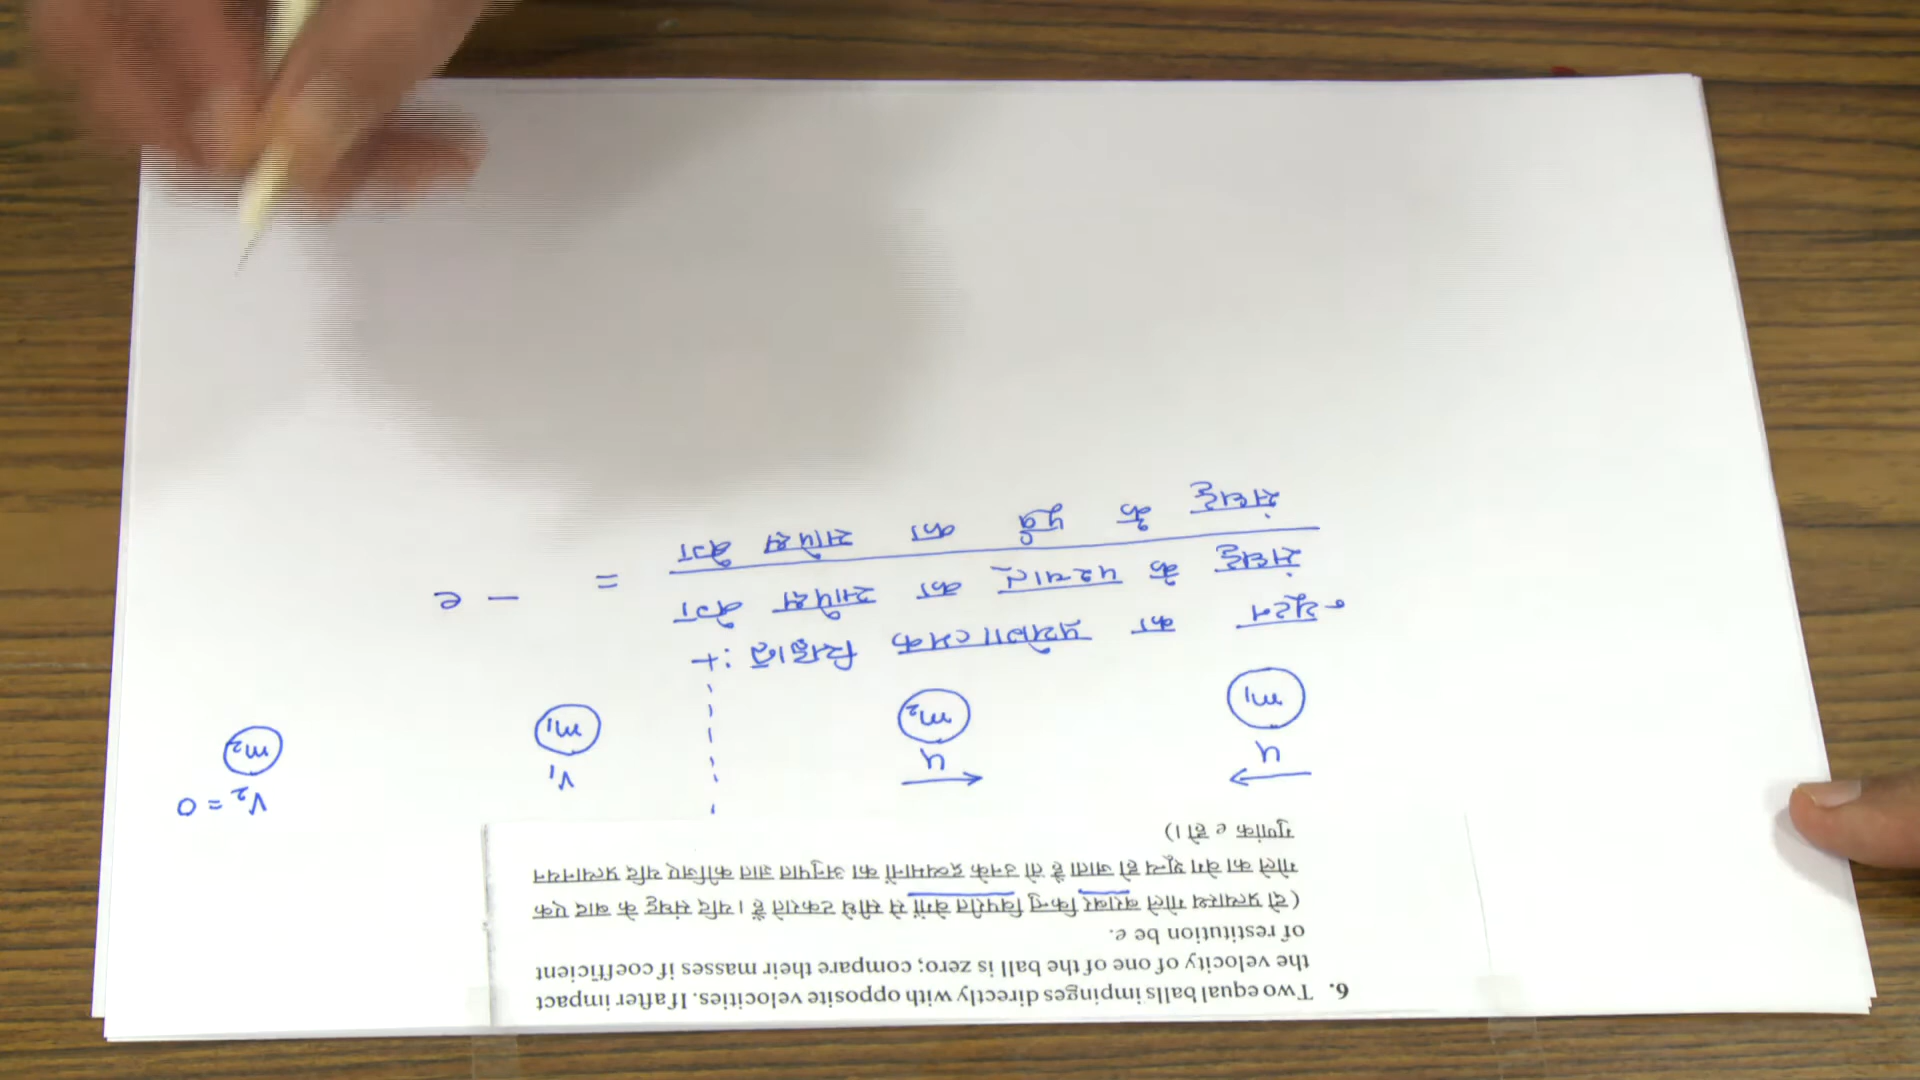 6. Two equal balls impinges directly with opposite velocities. If after impact
the velocity of one of the ball is zero; compare their masses if coefficient
of restitution be e.
(दो प्रत्यास्थ गोले बराबर किन्तु विपरीत वेगों से सीधे टकराते हैं। यदि संघट्ट के बाद एक
गोले का वेग शून्य हो जाता है तो उनके द्रव्यमानों का अनुपात ज्ञात कीजिए यदि प्रत्यानयन
गुणांक e हो।)
u u v₁ v₂ = 0
m₁ m₂ m₁ m₂
न्यूटन का प्रयोगात्मक सिद्धांत :+
संघट्ट के पश्चात् का सापेक्ष वेग
= - e
संघट्ट के पूर्व का सापेक्ष वेग